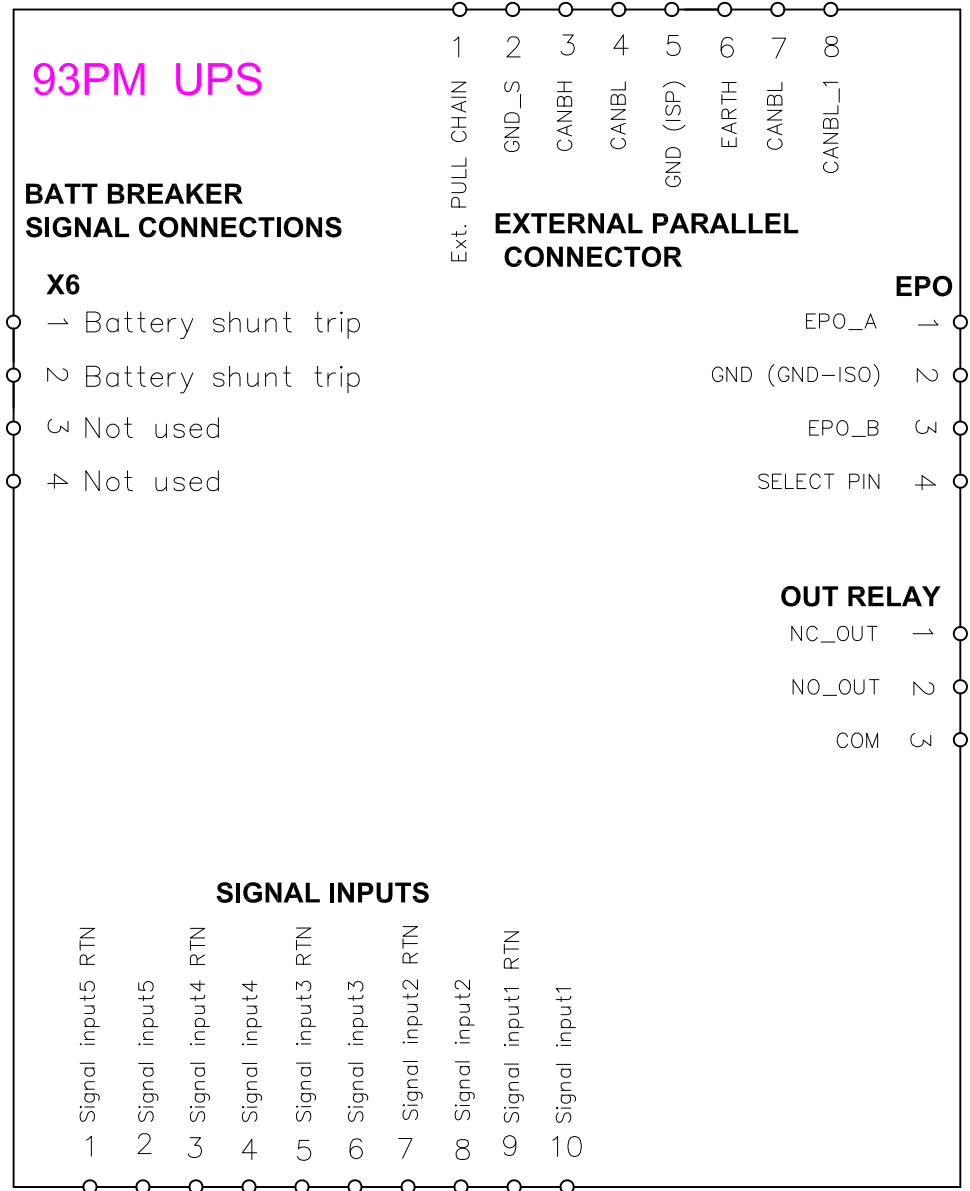 1 2 3 4 5 6 7 8
Ext. PULL CHAIN
GND_S
CANBH
CANBL
GND (ISP)
EARTH
CANBL
CANBL_1
93PM UPS
BATT BREAKER
SIGNAL CONNECTIONS
EXTERNAL PARALLEL
CONNECTOR
X6
1 Battery shunt trip
2 Battery shunt trip
3 Not used
4 Not used
EPO
EPO_A 1
GND (GND-ISO) 2
EPO_B 3
SELECT PIN 4
OUT RELAY
NC_OUT 1
NO_OUT 2
COM 3
SIGNAL INPUTS
Signal input5 RTN
Signal input5
Signal input4 RTN
Signal input4
Signal input3 RTN
Signal input3
Signal input2 RTN
Signal input2
Signal input1 RTN
Signal input1
1 2 3 4 5 6 7 8 9 10